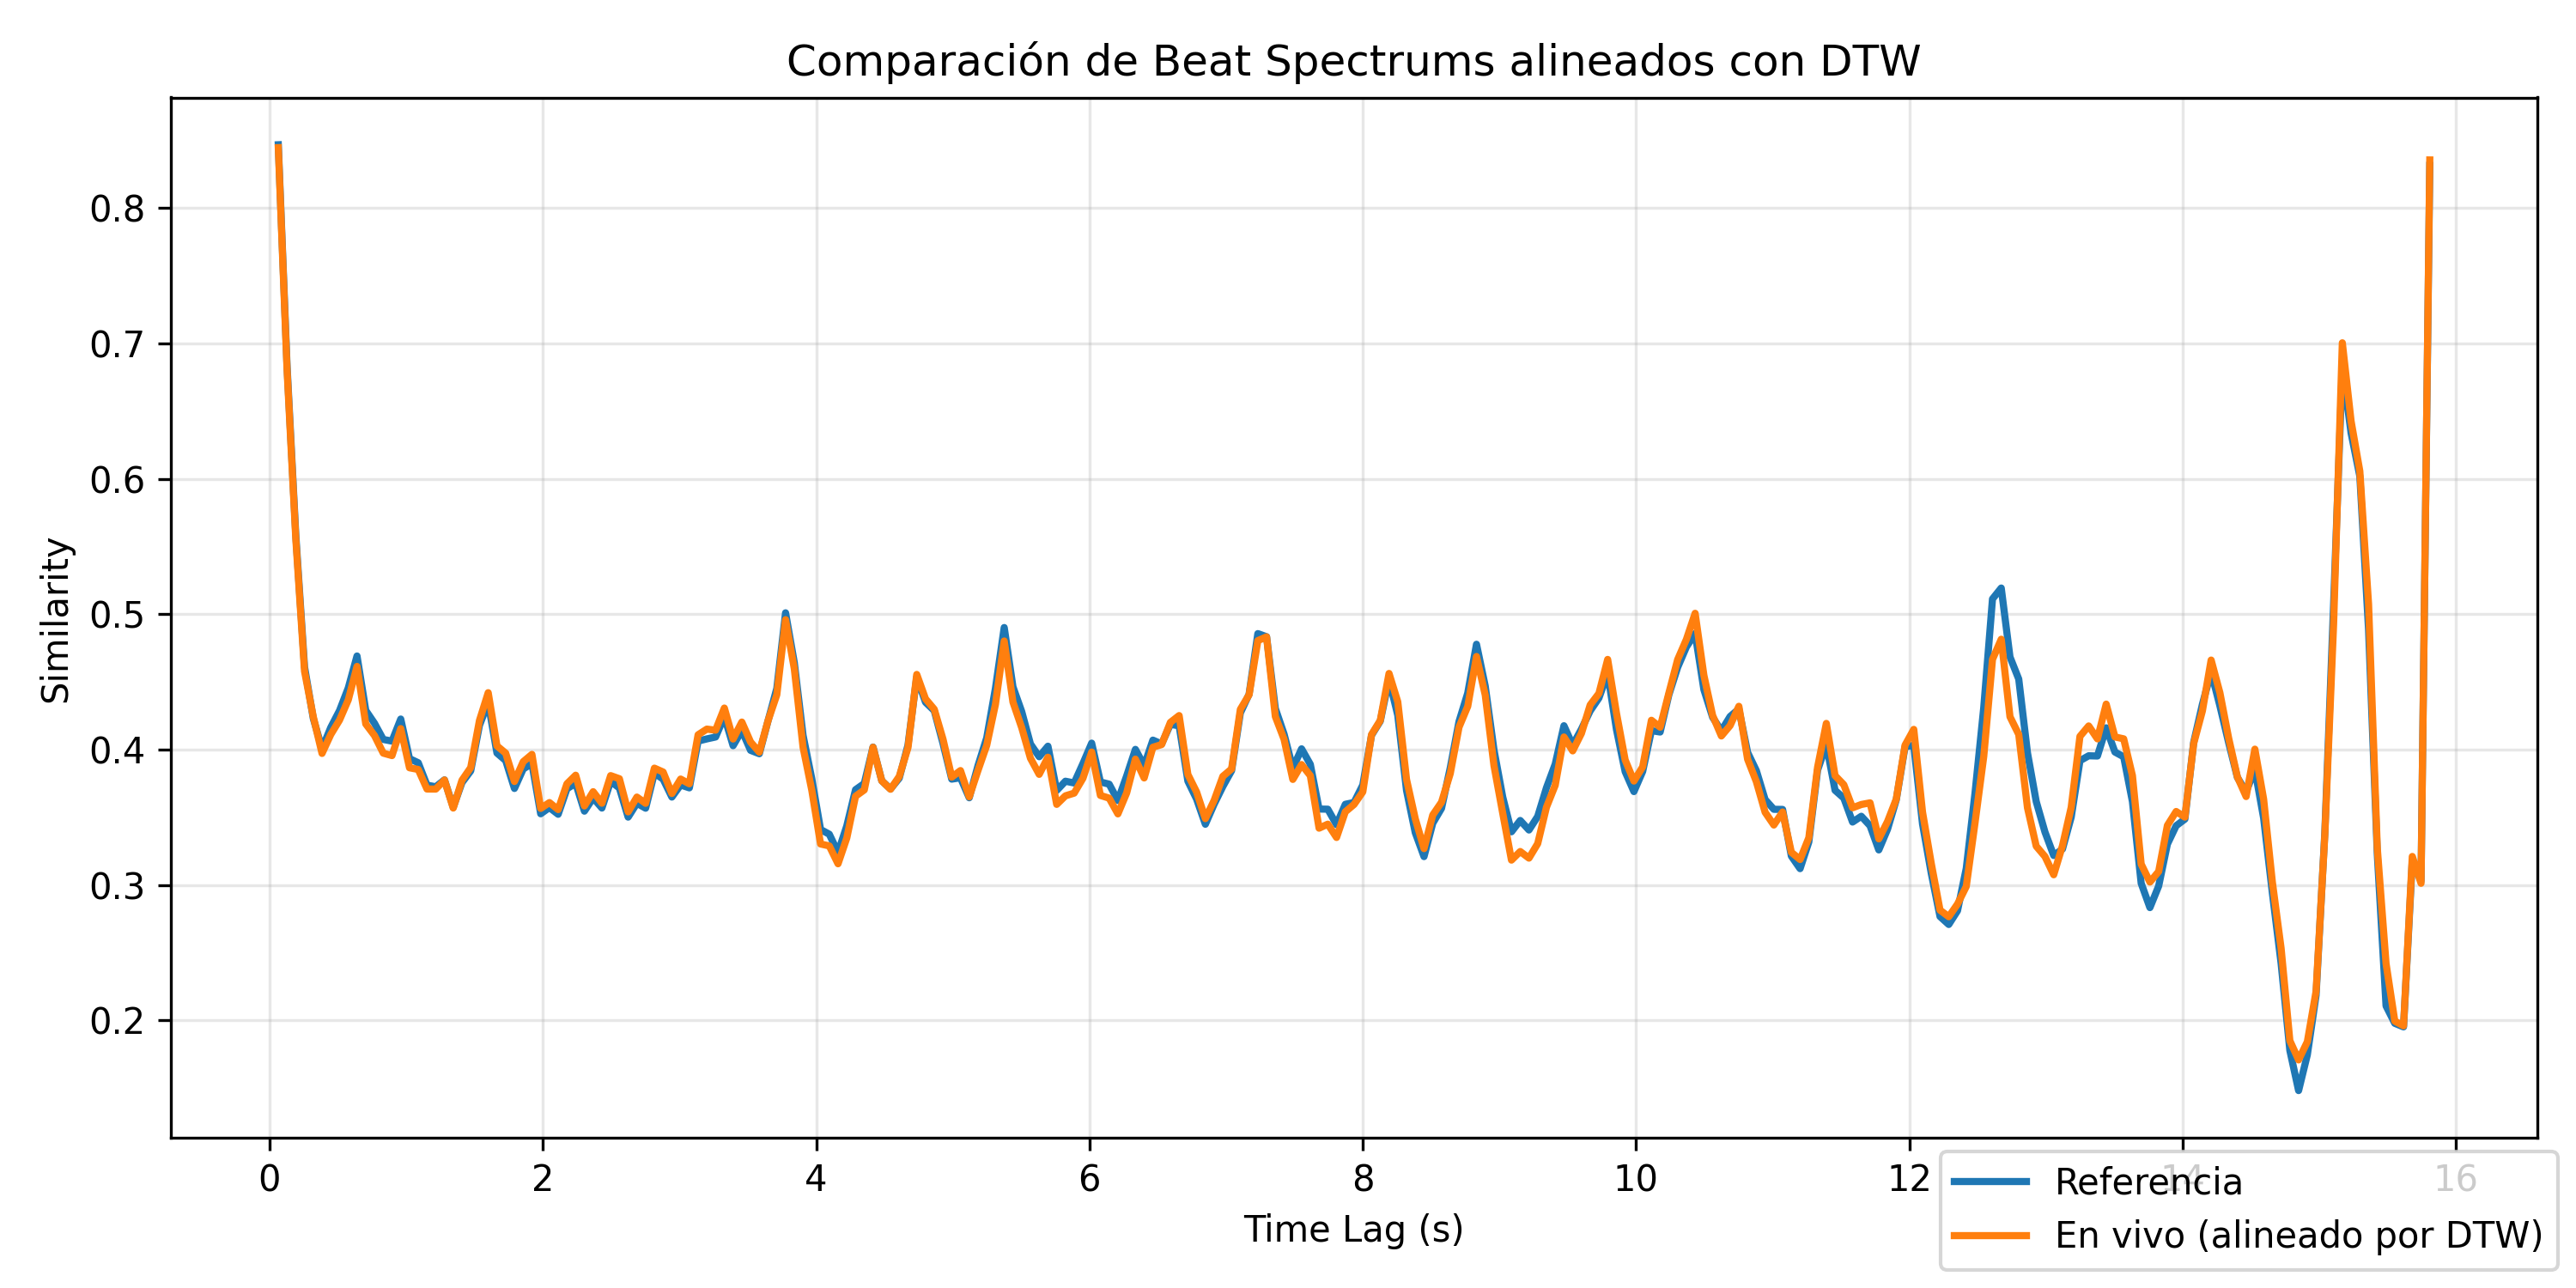 Comparación de Beat Spectrums alineados con DTW
Similarity
0.8
0.7
0.6
0.5
0.4
0.3
0.2
0 2 4 6 8 10 12 14 16
Time Lag (s)
Referencia
En vivo (alineado por DTW)